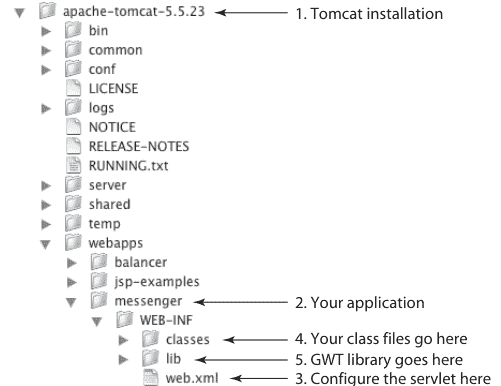 apache-tomcat-5.5.23 1. Tomcat installation
bin
common
conf
LICENSE
logs
NOTICE
RELEASE-NOTES
RUNNING.txt
server
shared
temp
webapps
balancer
jsp-examples
messenger 2. Your application
WEB-INF
classes 4. Your class files go here
lib 5. GWT library goes here
web.xml 3. Configure the servlet here